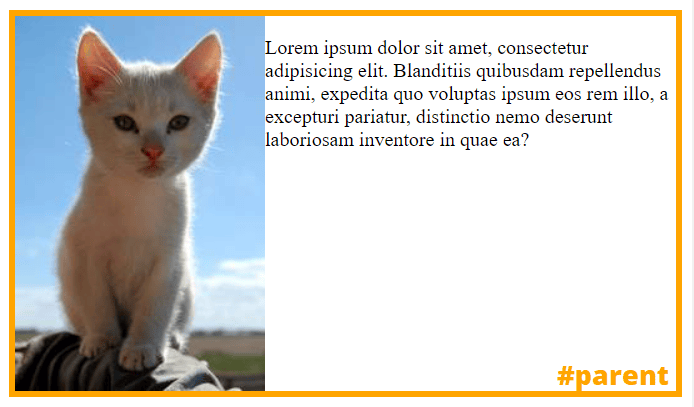 Lorem ipsum dolor sit amet, consectetur
adipisicing elit. Blanditiis quibusdam repellendus
animi, expedita quo voluptas ipsum eos rem illo, a
excepturi pariatur, distinctio nemo deserunt
laboriosam inventore in quae ea?
#parent